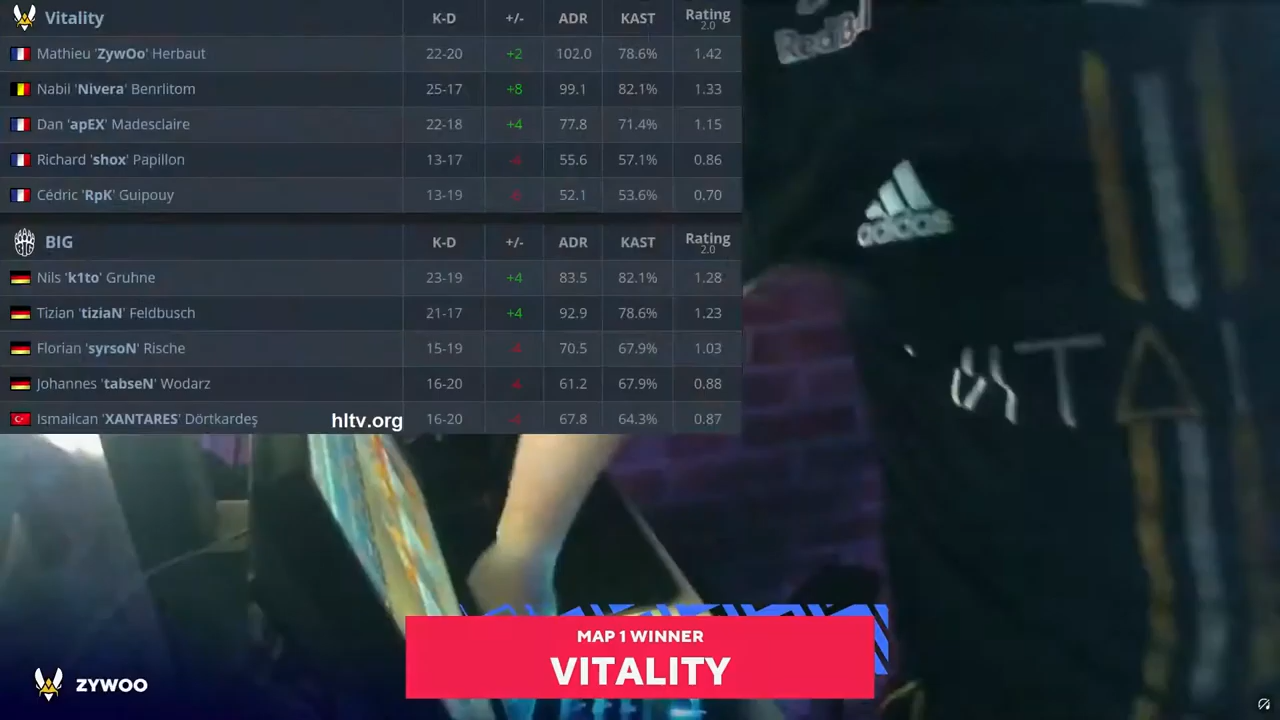 Vitality K-D +/- ADR KAST Rating 2.0
Mathieu 'ZywOo' Herbaut 22-20 +2 102.0 78.6% 1.42
Nabil 'Nivera' Benrlitom 25-17 +8 99.1 82.1% 1.33
Dan 'apEX' Madesclaire 22-18 +4 77.8 71.4% 1.15
Richard 'shox' Papillon 13-17 -4 55.6 57.1% 0.86
Cédric 'RpK' Guipouy 13-19 52.1 53.6% 0.70
BIG K-D +/- ADR KAST Rating 2.0
Nils 'k1to' Gruhne 23-19 +4 83.5 82.1% 1.28
Tizian 'tiziaN' Feldbusch 21-17 +4 92.9 78.6% 1.23
Florian 'syrsoN' Rische 15-19 -4 70.5 67.9% 1.03
Johannes 'tabseN' Wodarz 16-20 -4 61.2 67.9% 0.88
Ismailcan 'XANTARES' Dörtkardeş 16-20 -4 67.8 64.3% 0.87
hltv.org
RedBull
adidas
MAP 1 WINNER
VITALITY
ZYWOO